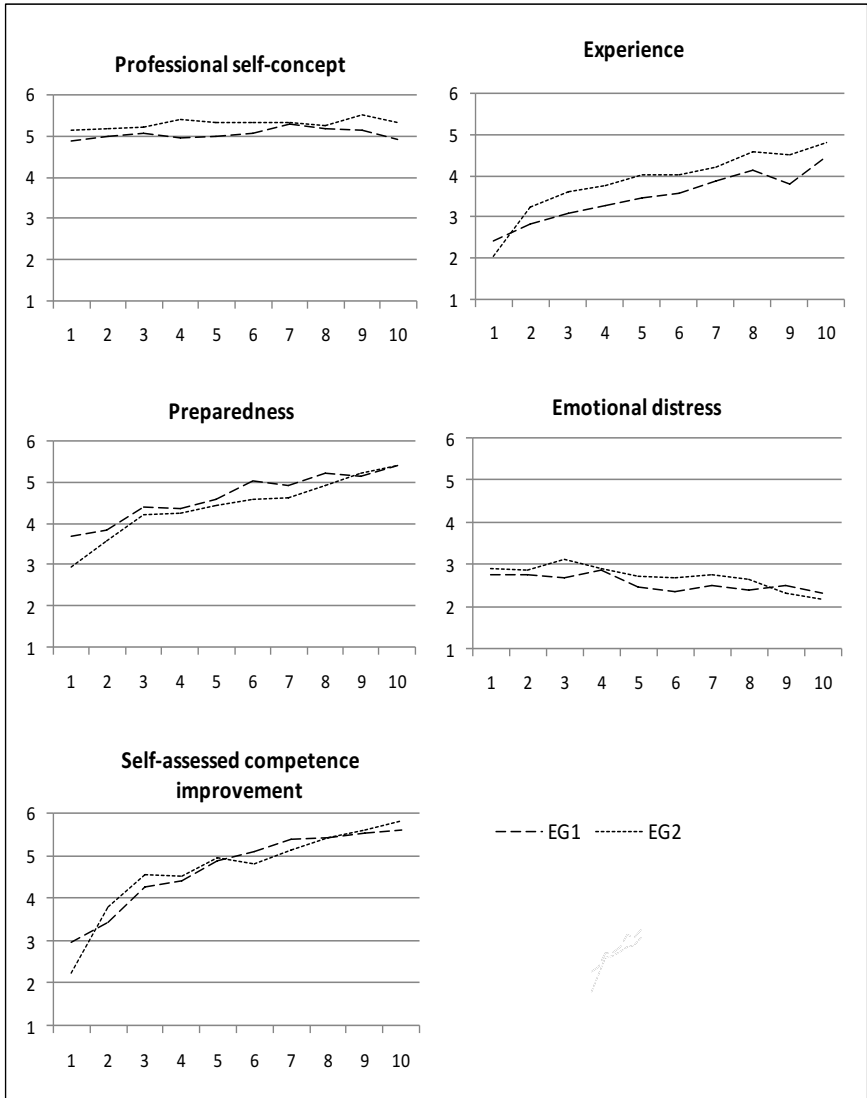 Professional self-concept
6
5
4
3
2
1
1 2 3 4 5 6 7 8 9 10
Experience
6
5
4
3
2
1
1 2 3 4 5 6 7 8 9 10
Preparedness
6
5
4
3
2
1
1 2 3 4 5 6 7 8 9 10
Emotional distress
6
5
4
3
2
1
1 2 3 4 5 6 7 8 9 10
Self-assessed competence
improvement
6
5
4
3
2
1
1 2 3 4 5 6 7 8 9 10
EG1 EG2